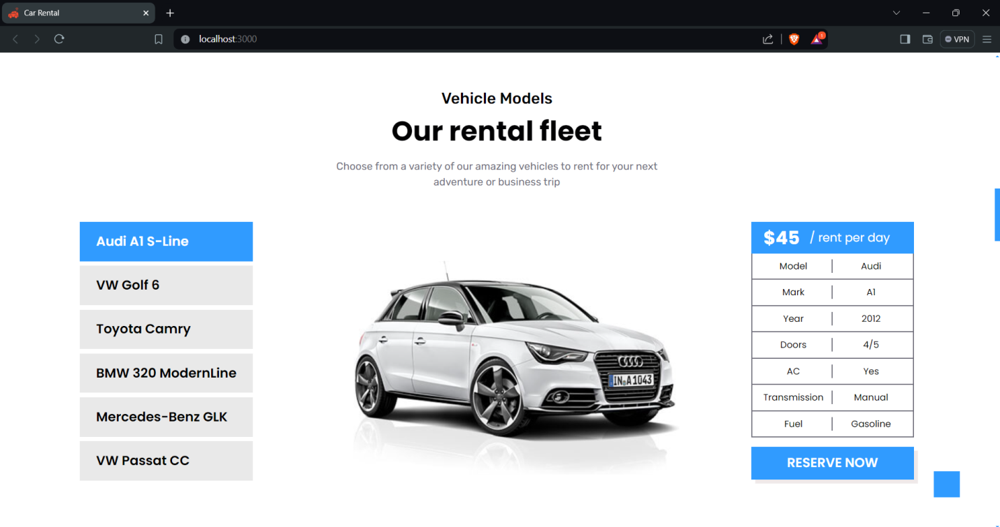 Car Rental
localhost:3000
1
VPN
Vehicle Models
Our rental fleet
Choose from a variety of our amazing vehicles to rent for your next
adventure or business trip
Audi A1 S-Line
VW Golf 6
Toyota Camry
BMW 320 ModernLine
Mercedes-Benz GLK
VW Passat CC
IN A 1043
$45 / rent per day
Model | Audi
Mark | A1
Year | 2012
Doors | 4/5
AC | Yes
Transmission | Manual
Fuel | Gasoline
RESERVE NOW